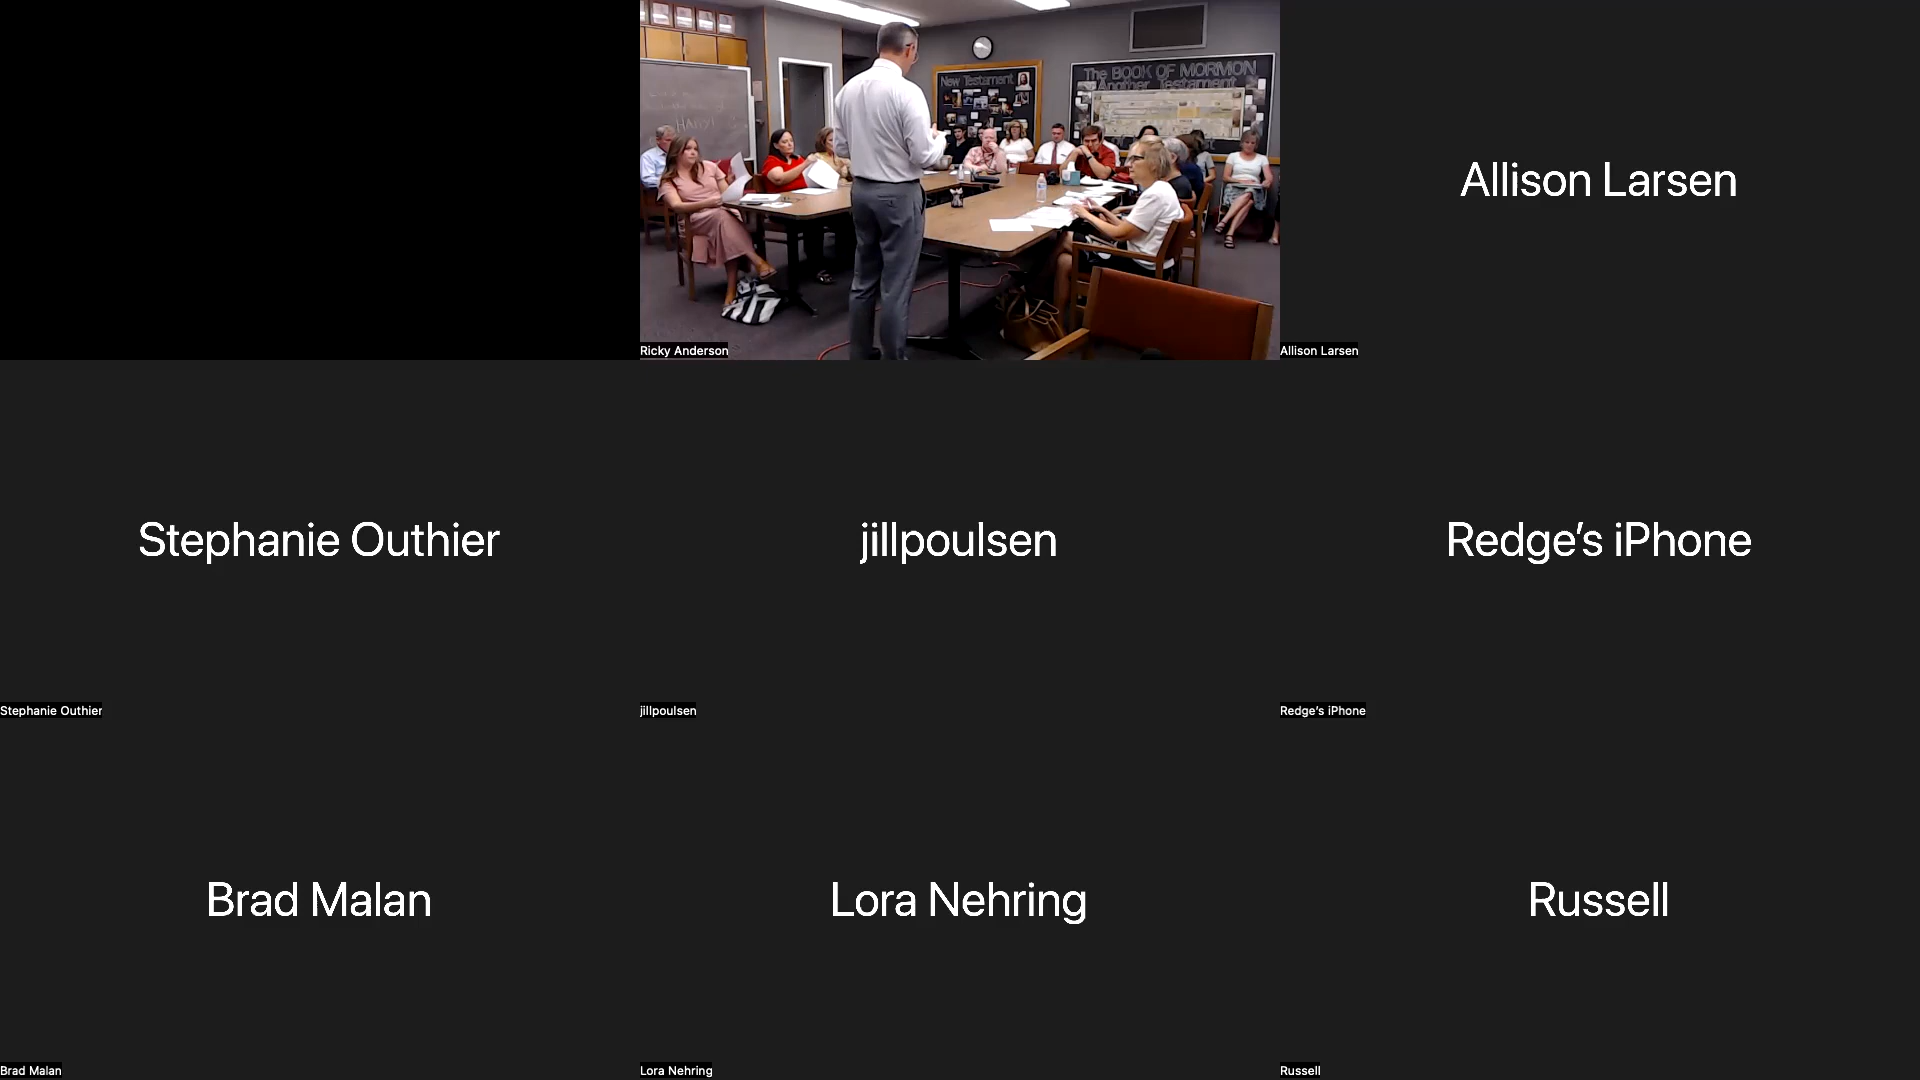 New Testament
The BOOK OF MORMON
Another Testament
HARRY!
Ricky Anderson
Allison Larsen
Allison Larsen
Stephanie Outhier
jillpoulsen
Redge’s iPhone
Stephanie Outhier
jillpoulsen
Redge’s iPhone
Brad Malan
Lora Nehring
Russell
Brad Malan
Lora Nehring
Russell